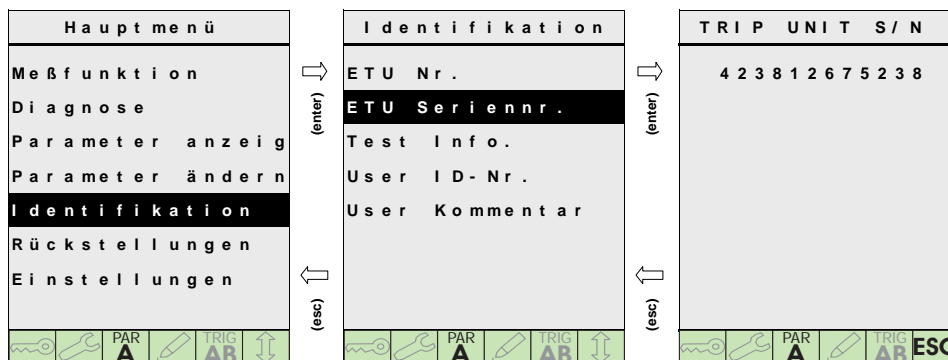 Hauptmenü
Meßfunktion
Diagnose
Parameter anzeig
Parameter ändern
Identifikation
Rückstellungen
Einstellungen
PAR
A
TRIG
AB
(enter)
(esc)
Identifikation
ETU Nr.
ETU Seriennr.
Test Info.
User ID-Nr.
User Kommentar
PAR
A
TRIG
AB
(enter)
(esc)
TRIP UNIT S/N
423812675238
PAR
A
TRIG
AB
ESC